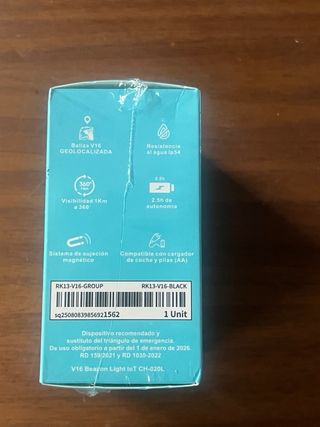 Baliza V16
GEOLOCALIZADA
Resistencia
al agua Ip54
360°
Visibilidad 1Km
a 360
2.5h
2.5h de
autonomía
Sistema de sujeción
magnético
Compatible con cargador
de coche y pilas (AA)
RK13-V16-GROUP
RK13-V16-BLACK
sq25080839856921562
1 Unit
Dispositivo recomendado y
sustituto del triángulo de emergencia.
De uso obligatorio a partir del 1 de enero de 2026.
RD 159/2021 y RD 1030-2022
V16 Beacon Light IoT CH-020L